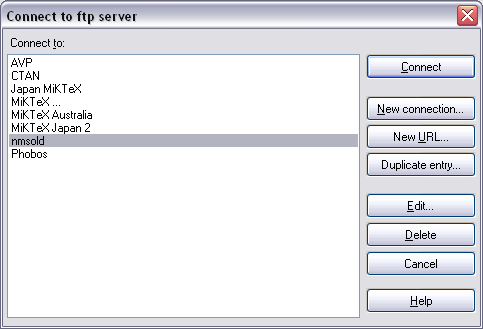 Connect to ftp server
Connect to:
AVP
CTAN
Japan MiKTeX
MiKTeX ...
MiKTeX Australia
MiKTeX Japan 2
nmsold
Phobos
Connect
New connection...
New URL...
Duplicate entry...
Edit...
Delete
Cancel
Help